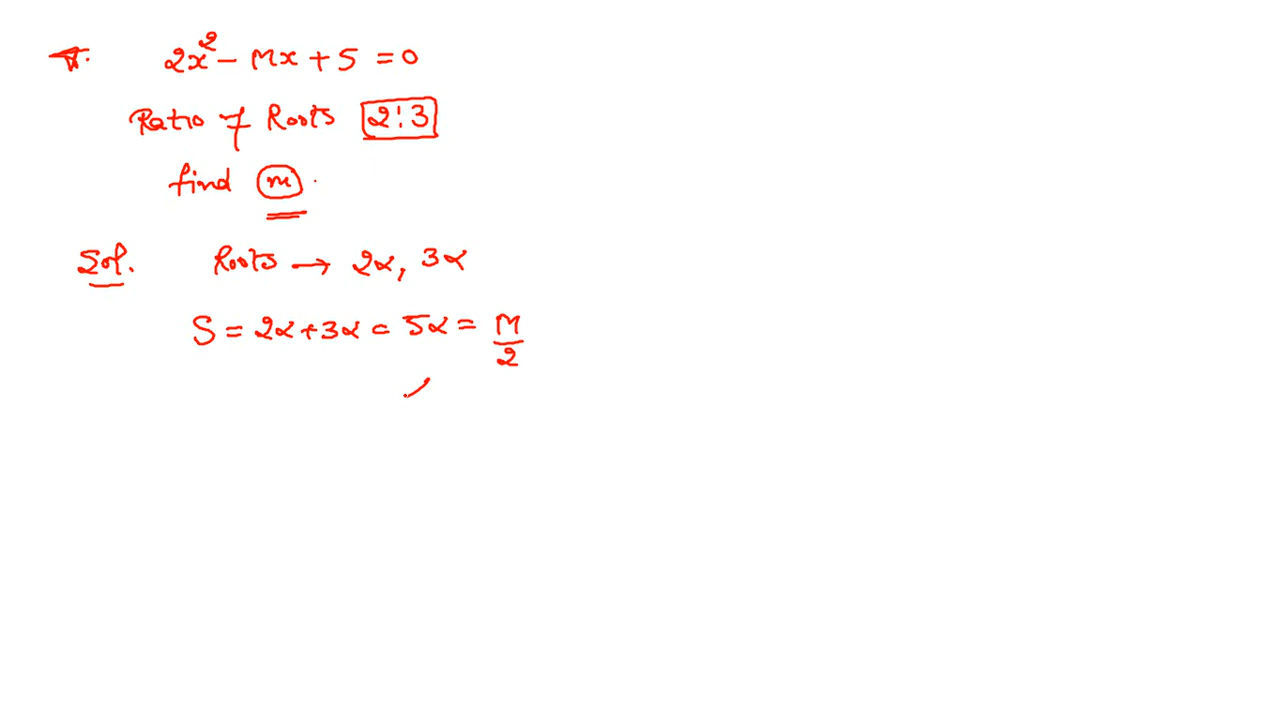 2x² - Mx + 5 = 0
Ratio of Roots 2:3
find m.
Sol. Roots → 2α, 3α
S = 2α + 3α = 5α = M/2